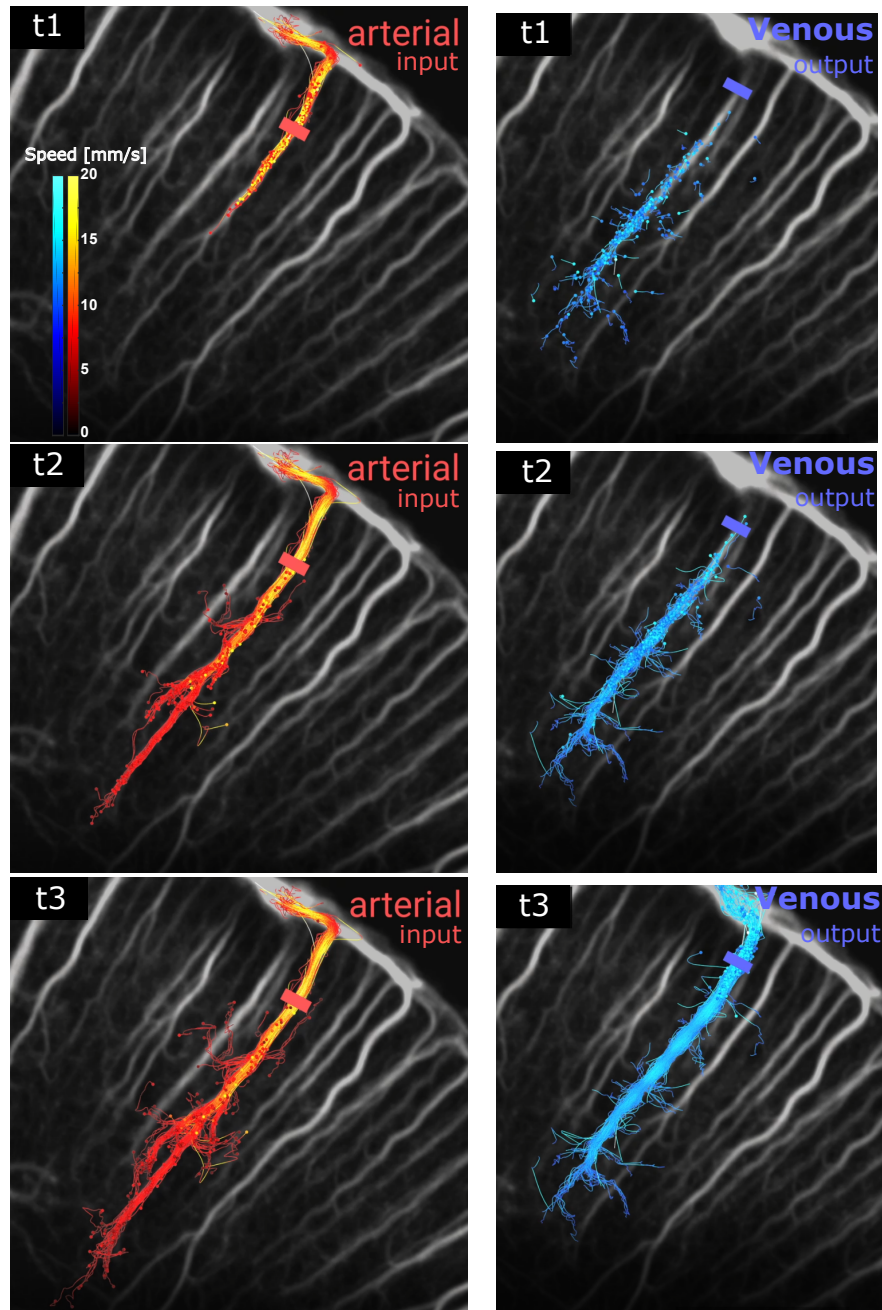 t1
arterial
input
Speed [mm/s]
20
15
10
5
0
t1
Venous
output
t2
arterial
input
t2
Venous
output
t3
arterial
input
t3
Venous
output